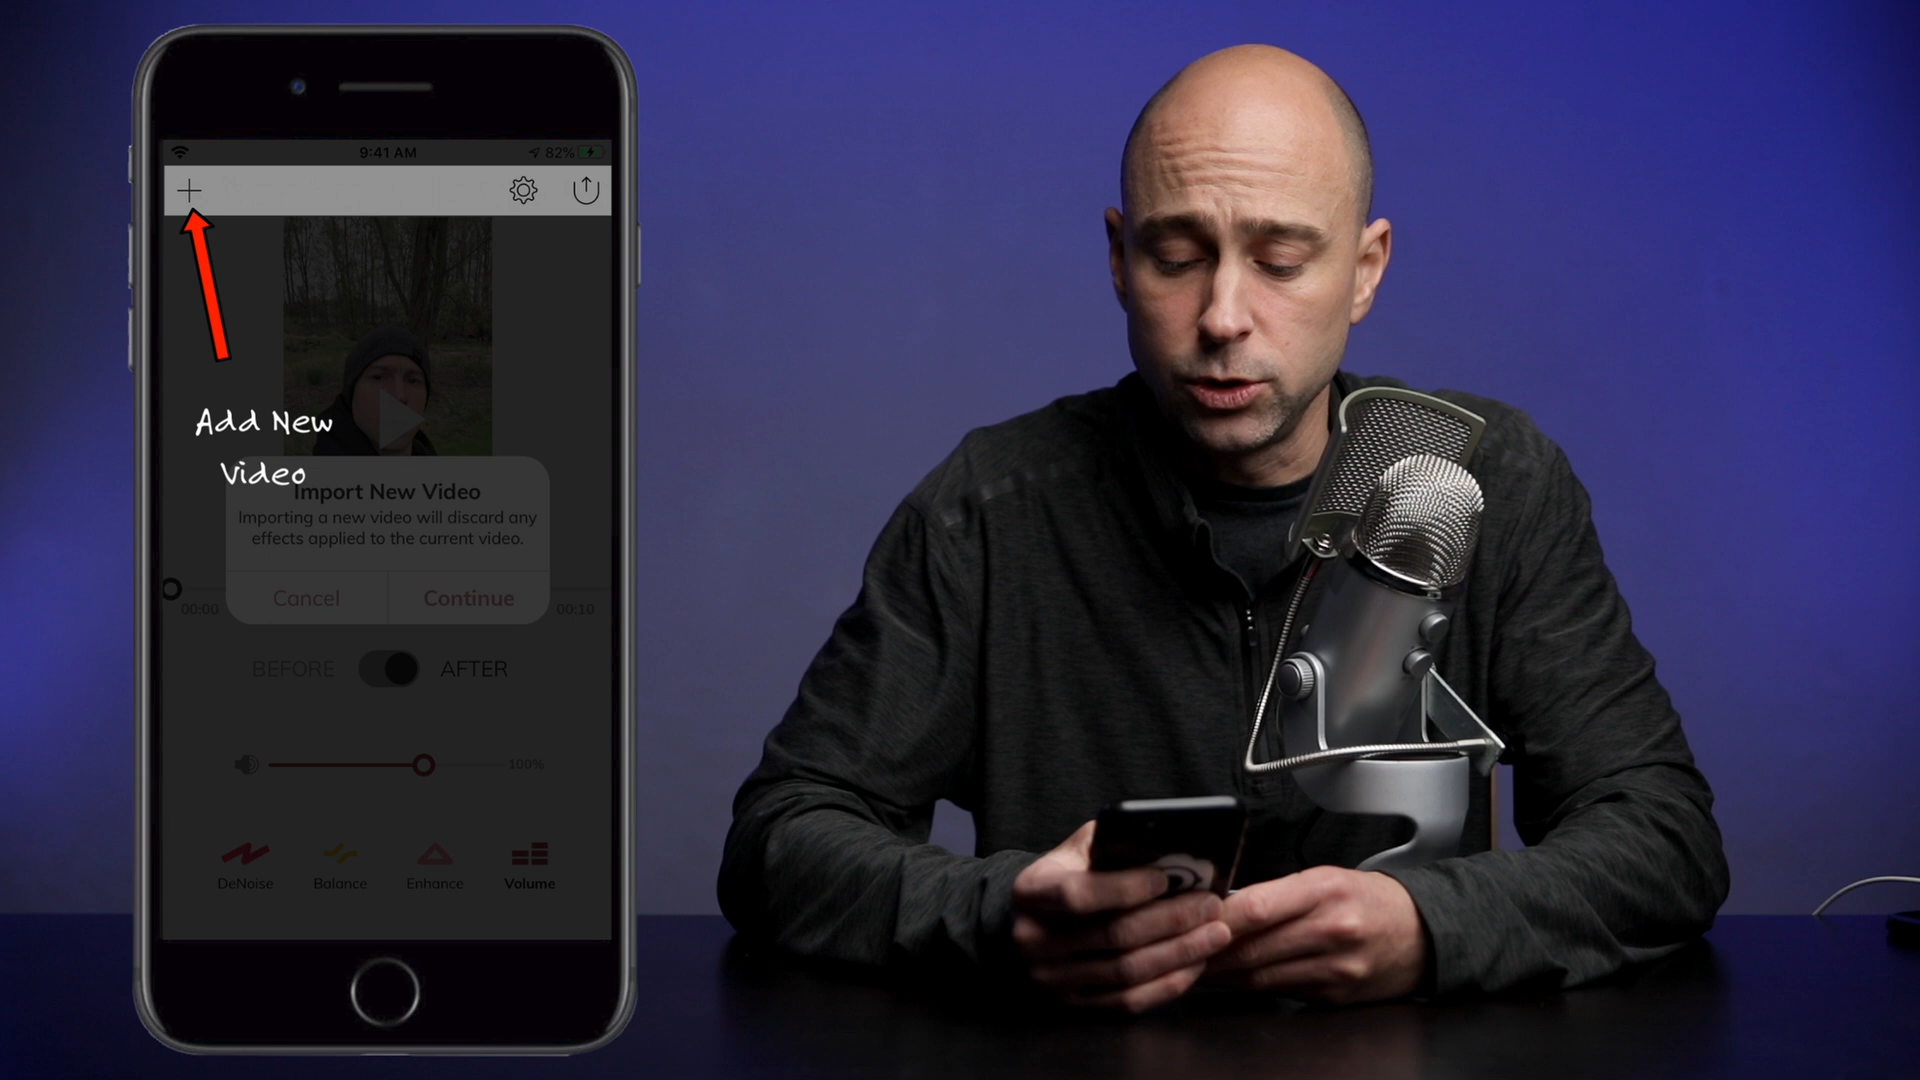 9:41 AM
82%
Add New
Video
Import New Video
Importing a new video will discard any
effects applied to the current video.
Cancel
Continue
00:00
00:10
BEFORE
AFTER
100%
DeNoise
Balance
Enhance
Volume